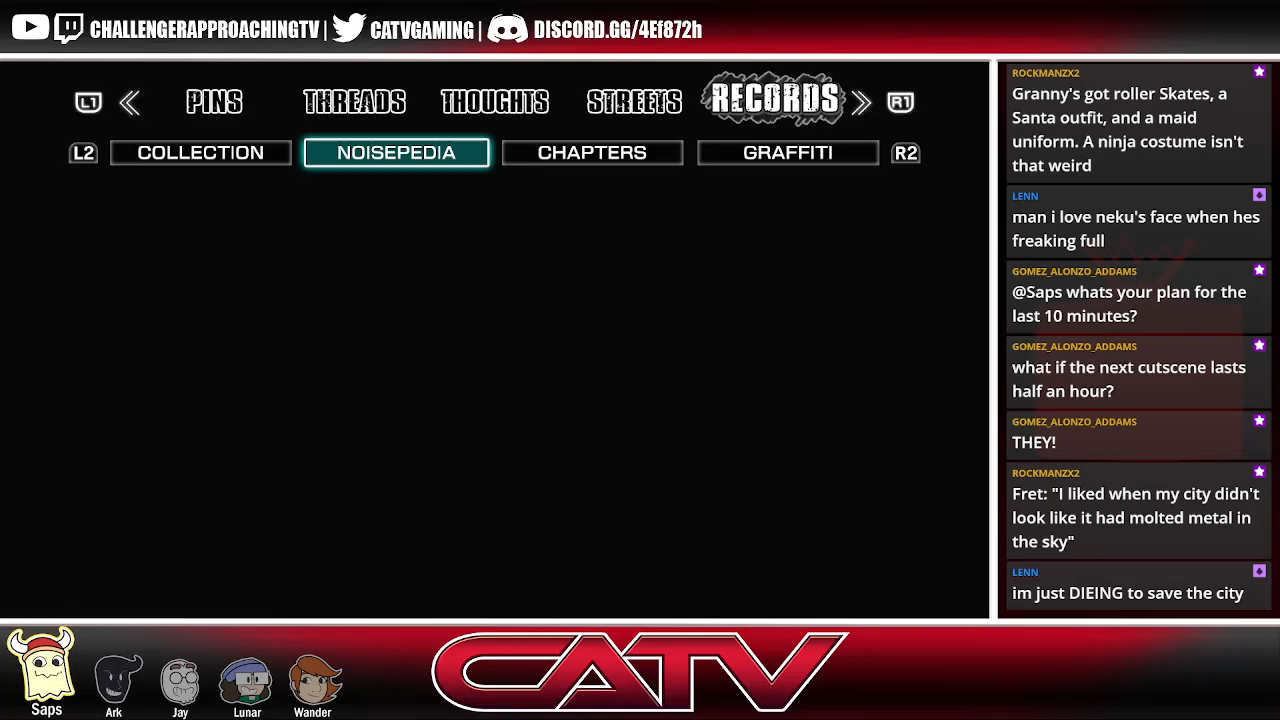 CHALLENGERAPPROACHINGTV | CATVGAMING | DISCORD.GG/4Ef872h
L1 PINS THREADS THOUGHTS STREETS RECORDS R1
L2 COLLECTION NOISEPEDIA CHAPTERS GRAFFITI R2
ROCKMANZX2
Granny's got roller Skates, a
Santa outfit, and a maid
uniform. A ninja costume isn't
that weird
LENN
man i love neku's face when hes
freaking full
GOMEZ_ALONZO_ADDAMS
@Saps whats your plan for the
last 10 minutes?
GOMEZ_ALONZO_ADDAMS
what if the next cutscene lasts
half an hour?
GOMEZ_ALONZO_ADDAMS
THEY!
ROCKMANZX2
Fret: "I liked when my city didn't
look like it had molted metal in
the sky"
LENN
im just DIEING to save the city
Saps Ark Jay Lunar Wander
CATV